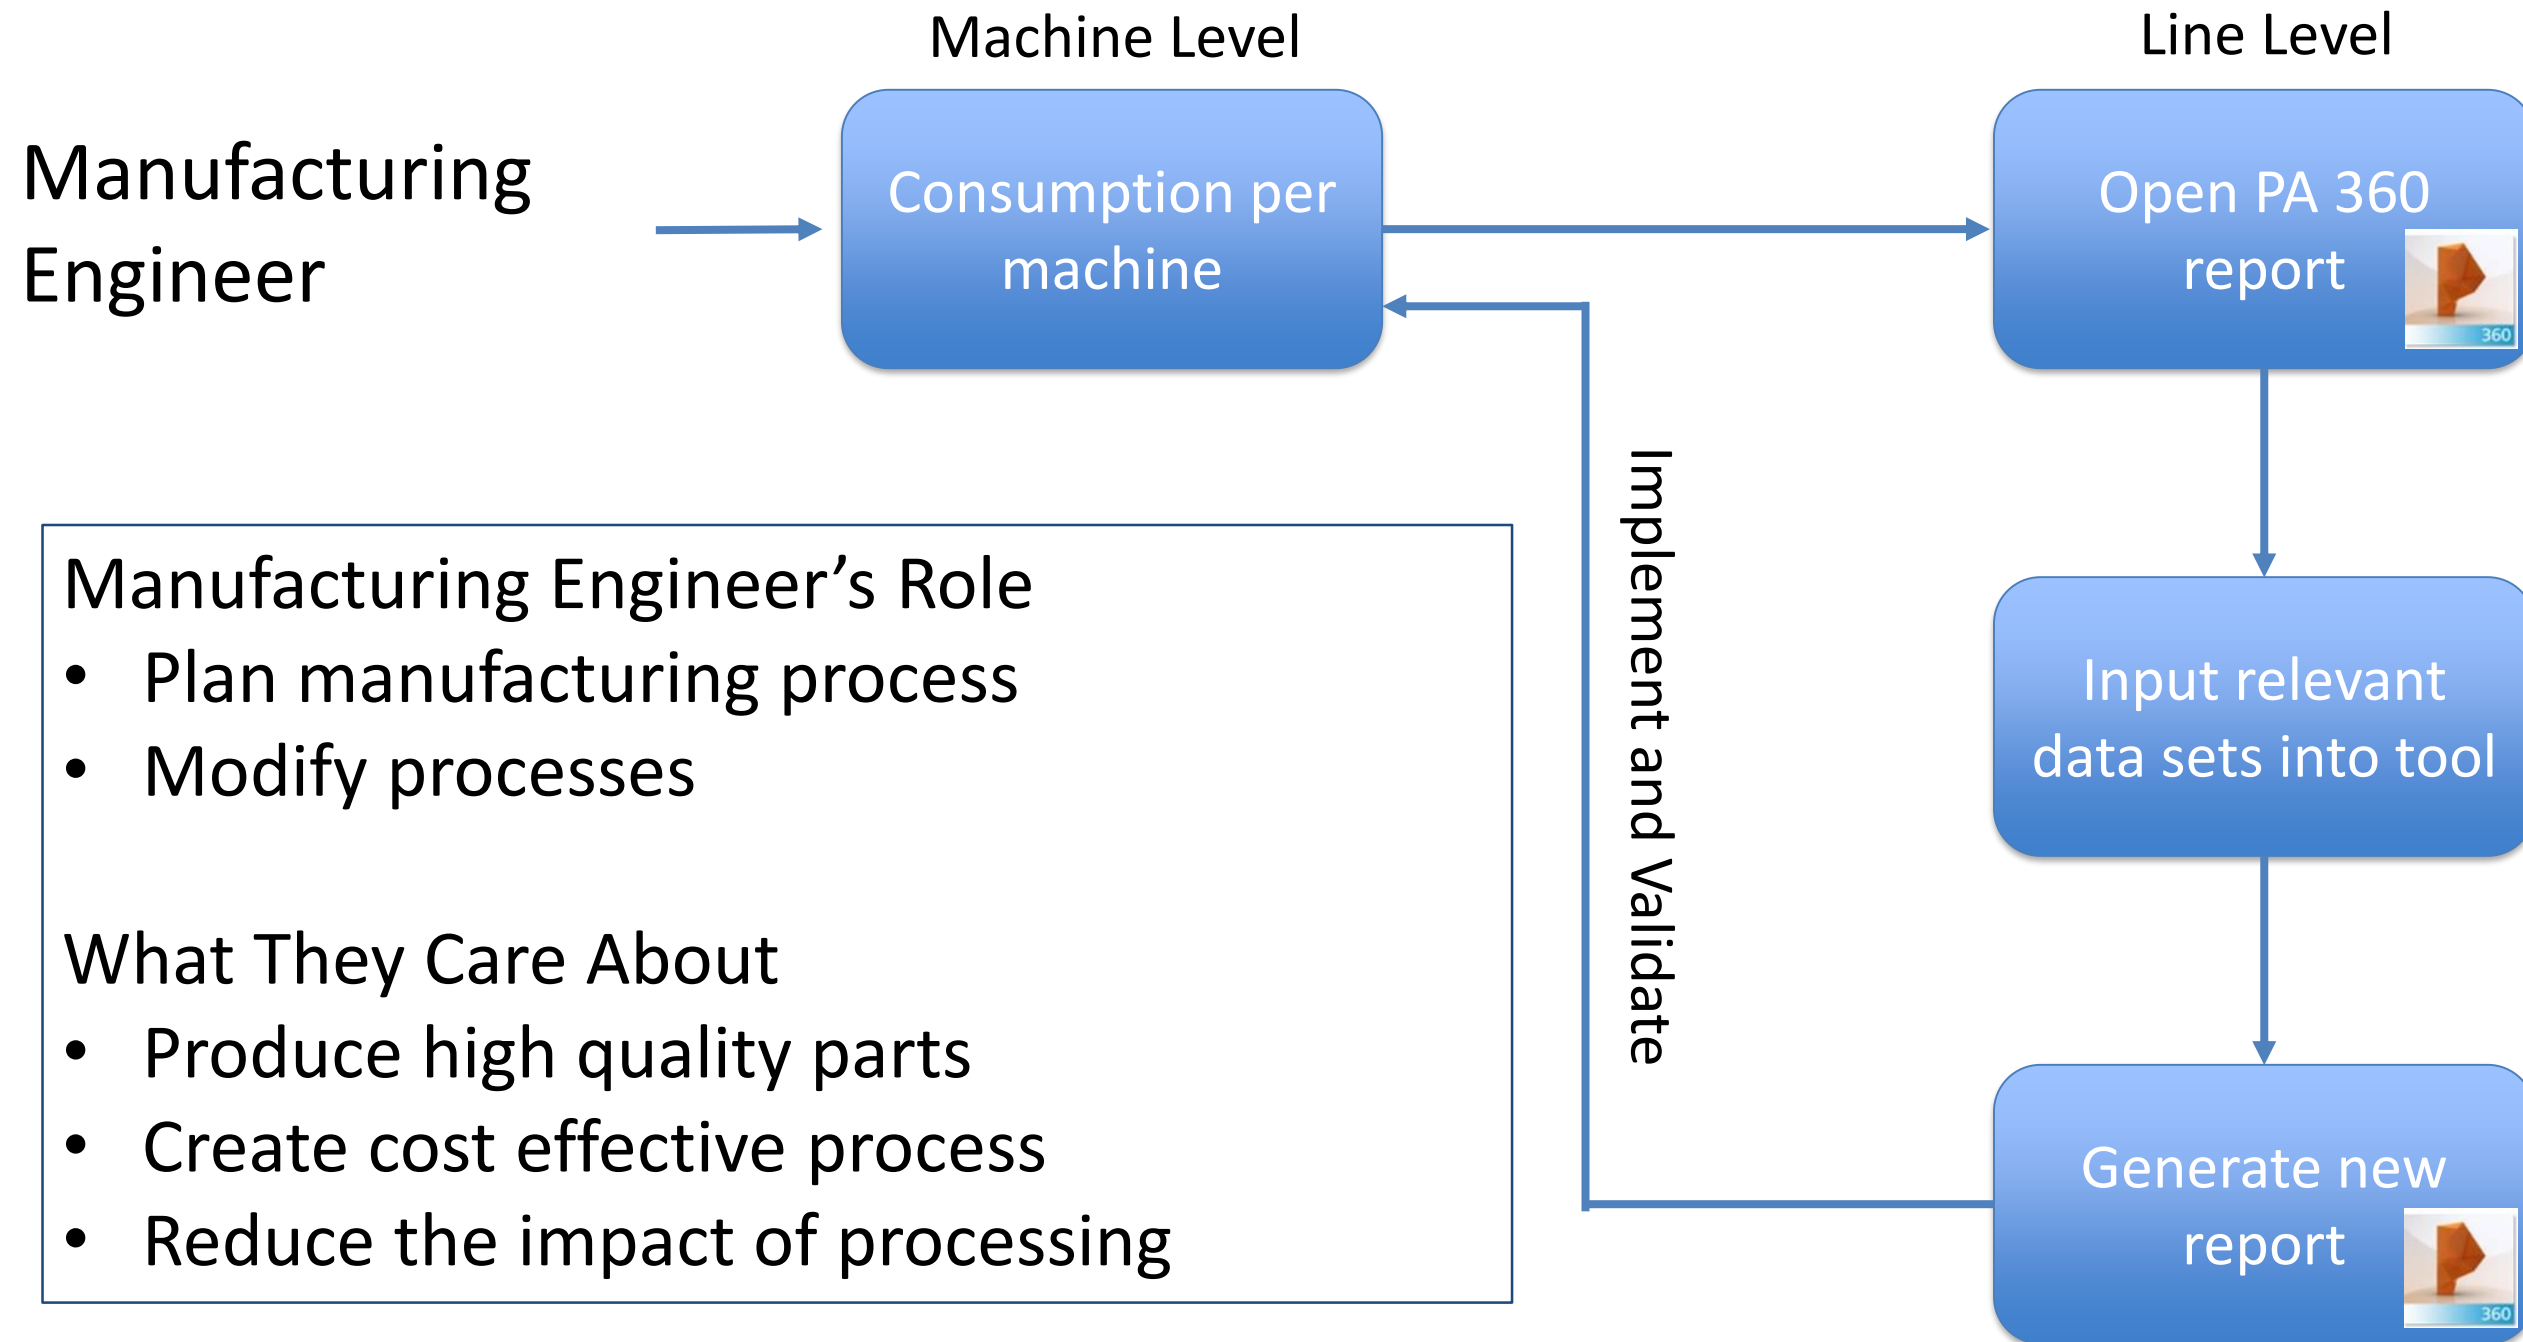 Machine Level
Line Level
Manufacturing
Engineer
Consumption per
machine
Open PA 360
report
360
Implement and Validate
Manufacturing Engineer’s Role
• Plan manufacturing process
• Modify processes
What They Care About
• Produce high quality parts
• Create cost effective process
• Reduce the impact of processing
Input relevant
data sets into tool
Generate new
report
360